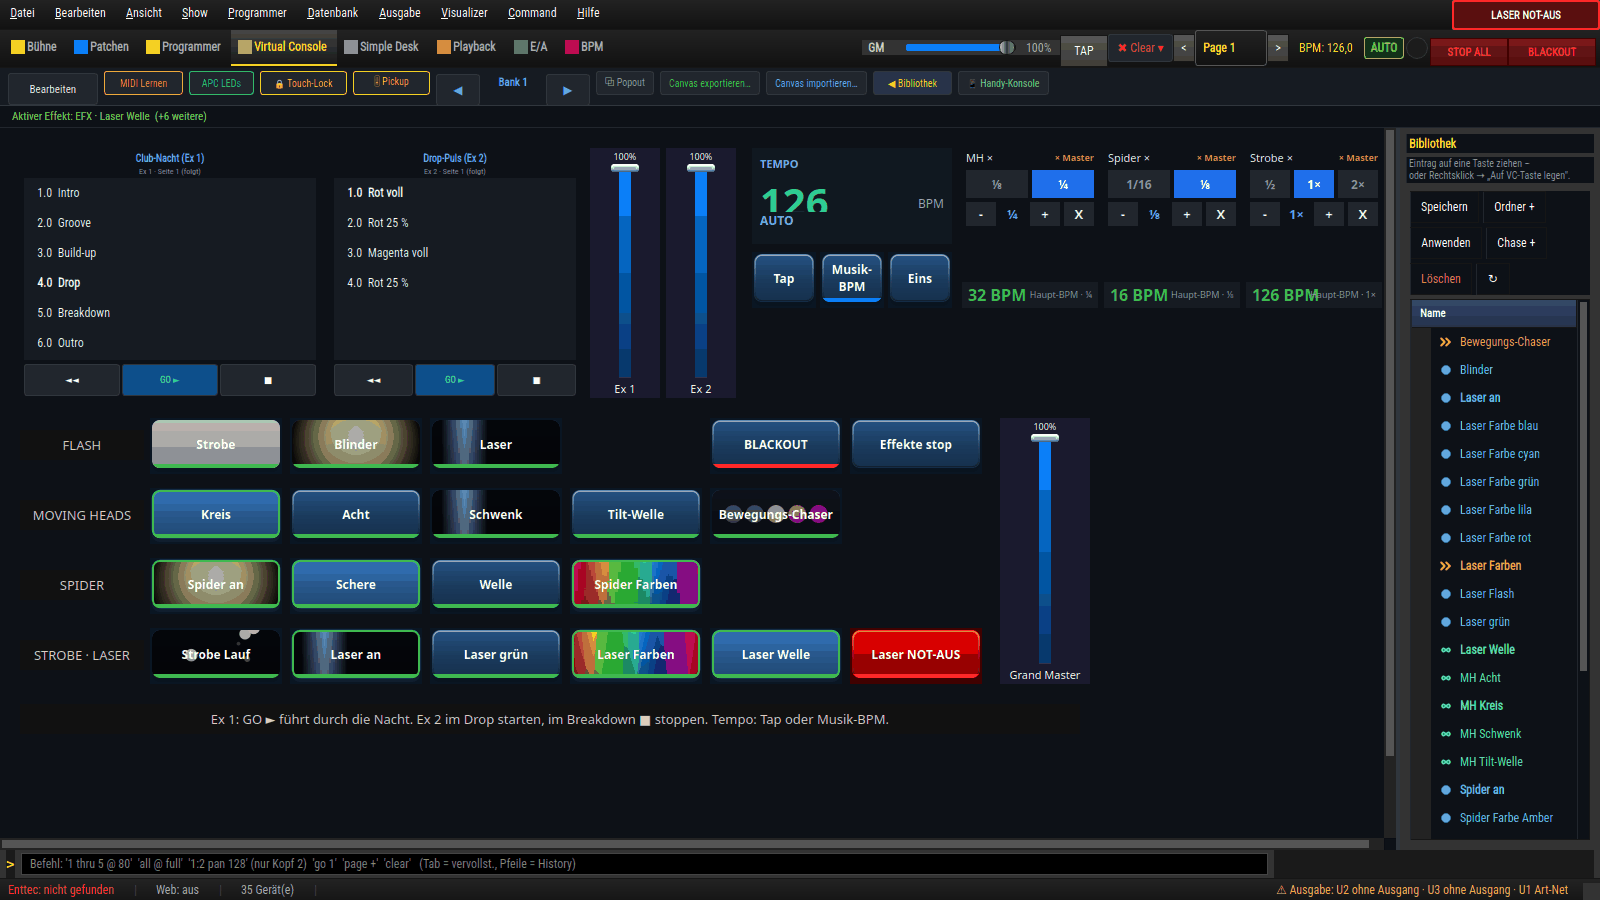 Datei Bearbeiten Ansicht Show Programmer Datenbank Ausgabe Visualizer Command Hilfe
LASER NOT-AUS
Bühne Patchen Programmer Virtual Console Simple Desk Playback E/A BPM
GM 100% TAP ✖ Clear ▾ < Page 1 > BPM: 126,0 AUTO STOP ALL BLACKOUT
Bearbeiten MIDI Lernen APC LEDs Touch-Lock Pickup ◀ Bank 1 ▶ Popout Canvas exportieren... Canvas importieren... ◀ Bibliothek Handy-Konsole
Aktiver Effekt: EFX · Laser Welle (+6 weitere)
Club-Nacht (Ex 1)
Ex 1 · Seite 1 (folgt)
1.0 Intro
2.0 Groove
3.0 Build-up
4.0 Drop
5.0 Breakdown
6.0 Outro
◄◄ GO ► ■
Drop-Puls (Ex 2)
Ex 2 · Seite 1 (folgt)
1.0 Rot voll
2.0 Rot 25 %
3.0 Magenta voll
4.0 Rot 25 %
◄◄ GO ► ■
100% 100%
Ex 1 Ex 2
TEMPO
126 BPM
AUTO
Tap Musik-BPM Eins
MH × × Master
⅛ ¼
- ¼ + X
32 BPM Haupt-BPM · ¼
Spider × × Master
1/16 ⅛
- ⅛ + X
16 BPM Haupt-BPM · ⅛
Strobe × × Master
½ 1× 2×
- 1× + X
126 BPM Haupt-BPM · 1×
FLASH Strobe Blinder Laser BLACKOUT Effekte stop
MOVING HEADS Kreis Acht Schwenk Tilt-Welle Bewegungs-Chaser
SPIDER Spider an Schere Welle Spider Farben
STROBE · LASER Strobe Lauf Laser an Laser grün Laser Farben Laser Welle Laser NOT-AUS
100%
Grand Master
Ex 1: GO ► führt durch die Nacht. Ex 2 im Drop starten, im Breakdown ■ stoppen. Tempo: Tap oder Musik-BPM.
Bibliothek
Eintrag auf eine Taste ziehen –
oder Rechtsklick → „Auf VC-Taste legen".
Speichern Ordner +
Anwenden Chase +
Löschen ↻
Name
Bewegungs-Chaser
Blinder
Laser an
Laser Farbe blau
Laser Farbe cyan
Laser Farbe grün
Laser Farbe lila
Laser Farbe rot
Laser Farben
Laser Flash
Laser grün
Laser Welle
MH Acht
MH Kreis
MH Schwenk
MH Tilt-Welle
Spider an
Spider Farbe Amber
> Befehl: '1 thru 5 @ 80' 'all @ full' '1:2 pan 128' (nur Kopf 2) 'go 1' 'page +' 'clear' (Tab = vervollst., Pfeile = History)
Enttec: nicht gefunden Web: aus 35 Gerät(e) ⚠ Ausgabe: U2 ohne Ausgang · U3 ohne Ausgang · U1 Art-Net